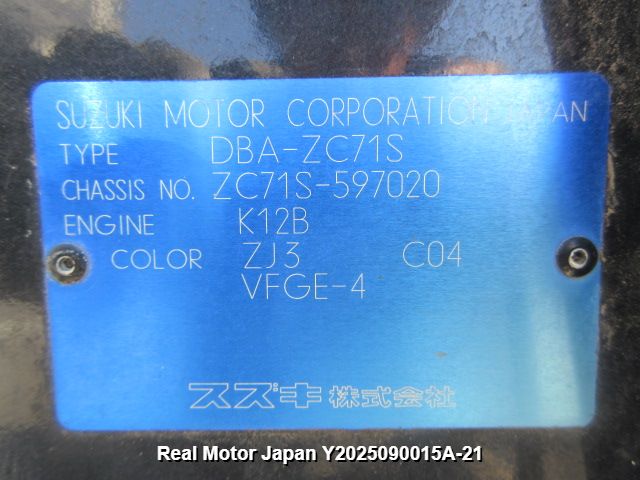 SUZUKI MOTOR CORPORATION JAPAN
TYPE DBA-ZC71S
CHASSIS NO. ZC71S-597020
ENGINE K12B
COLOR ZJ3 C04
VFGE-4
スズキ株式会社
Real Motor Japan Y2025090015A-21